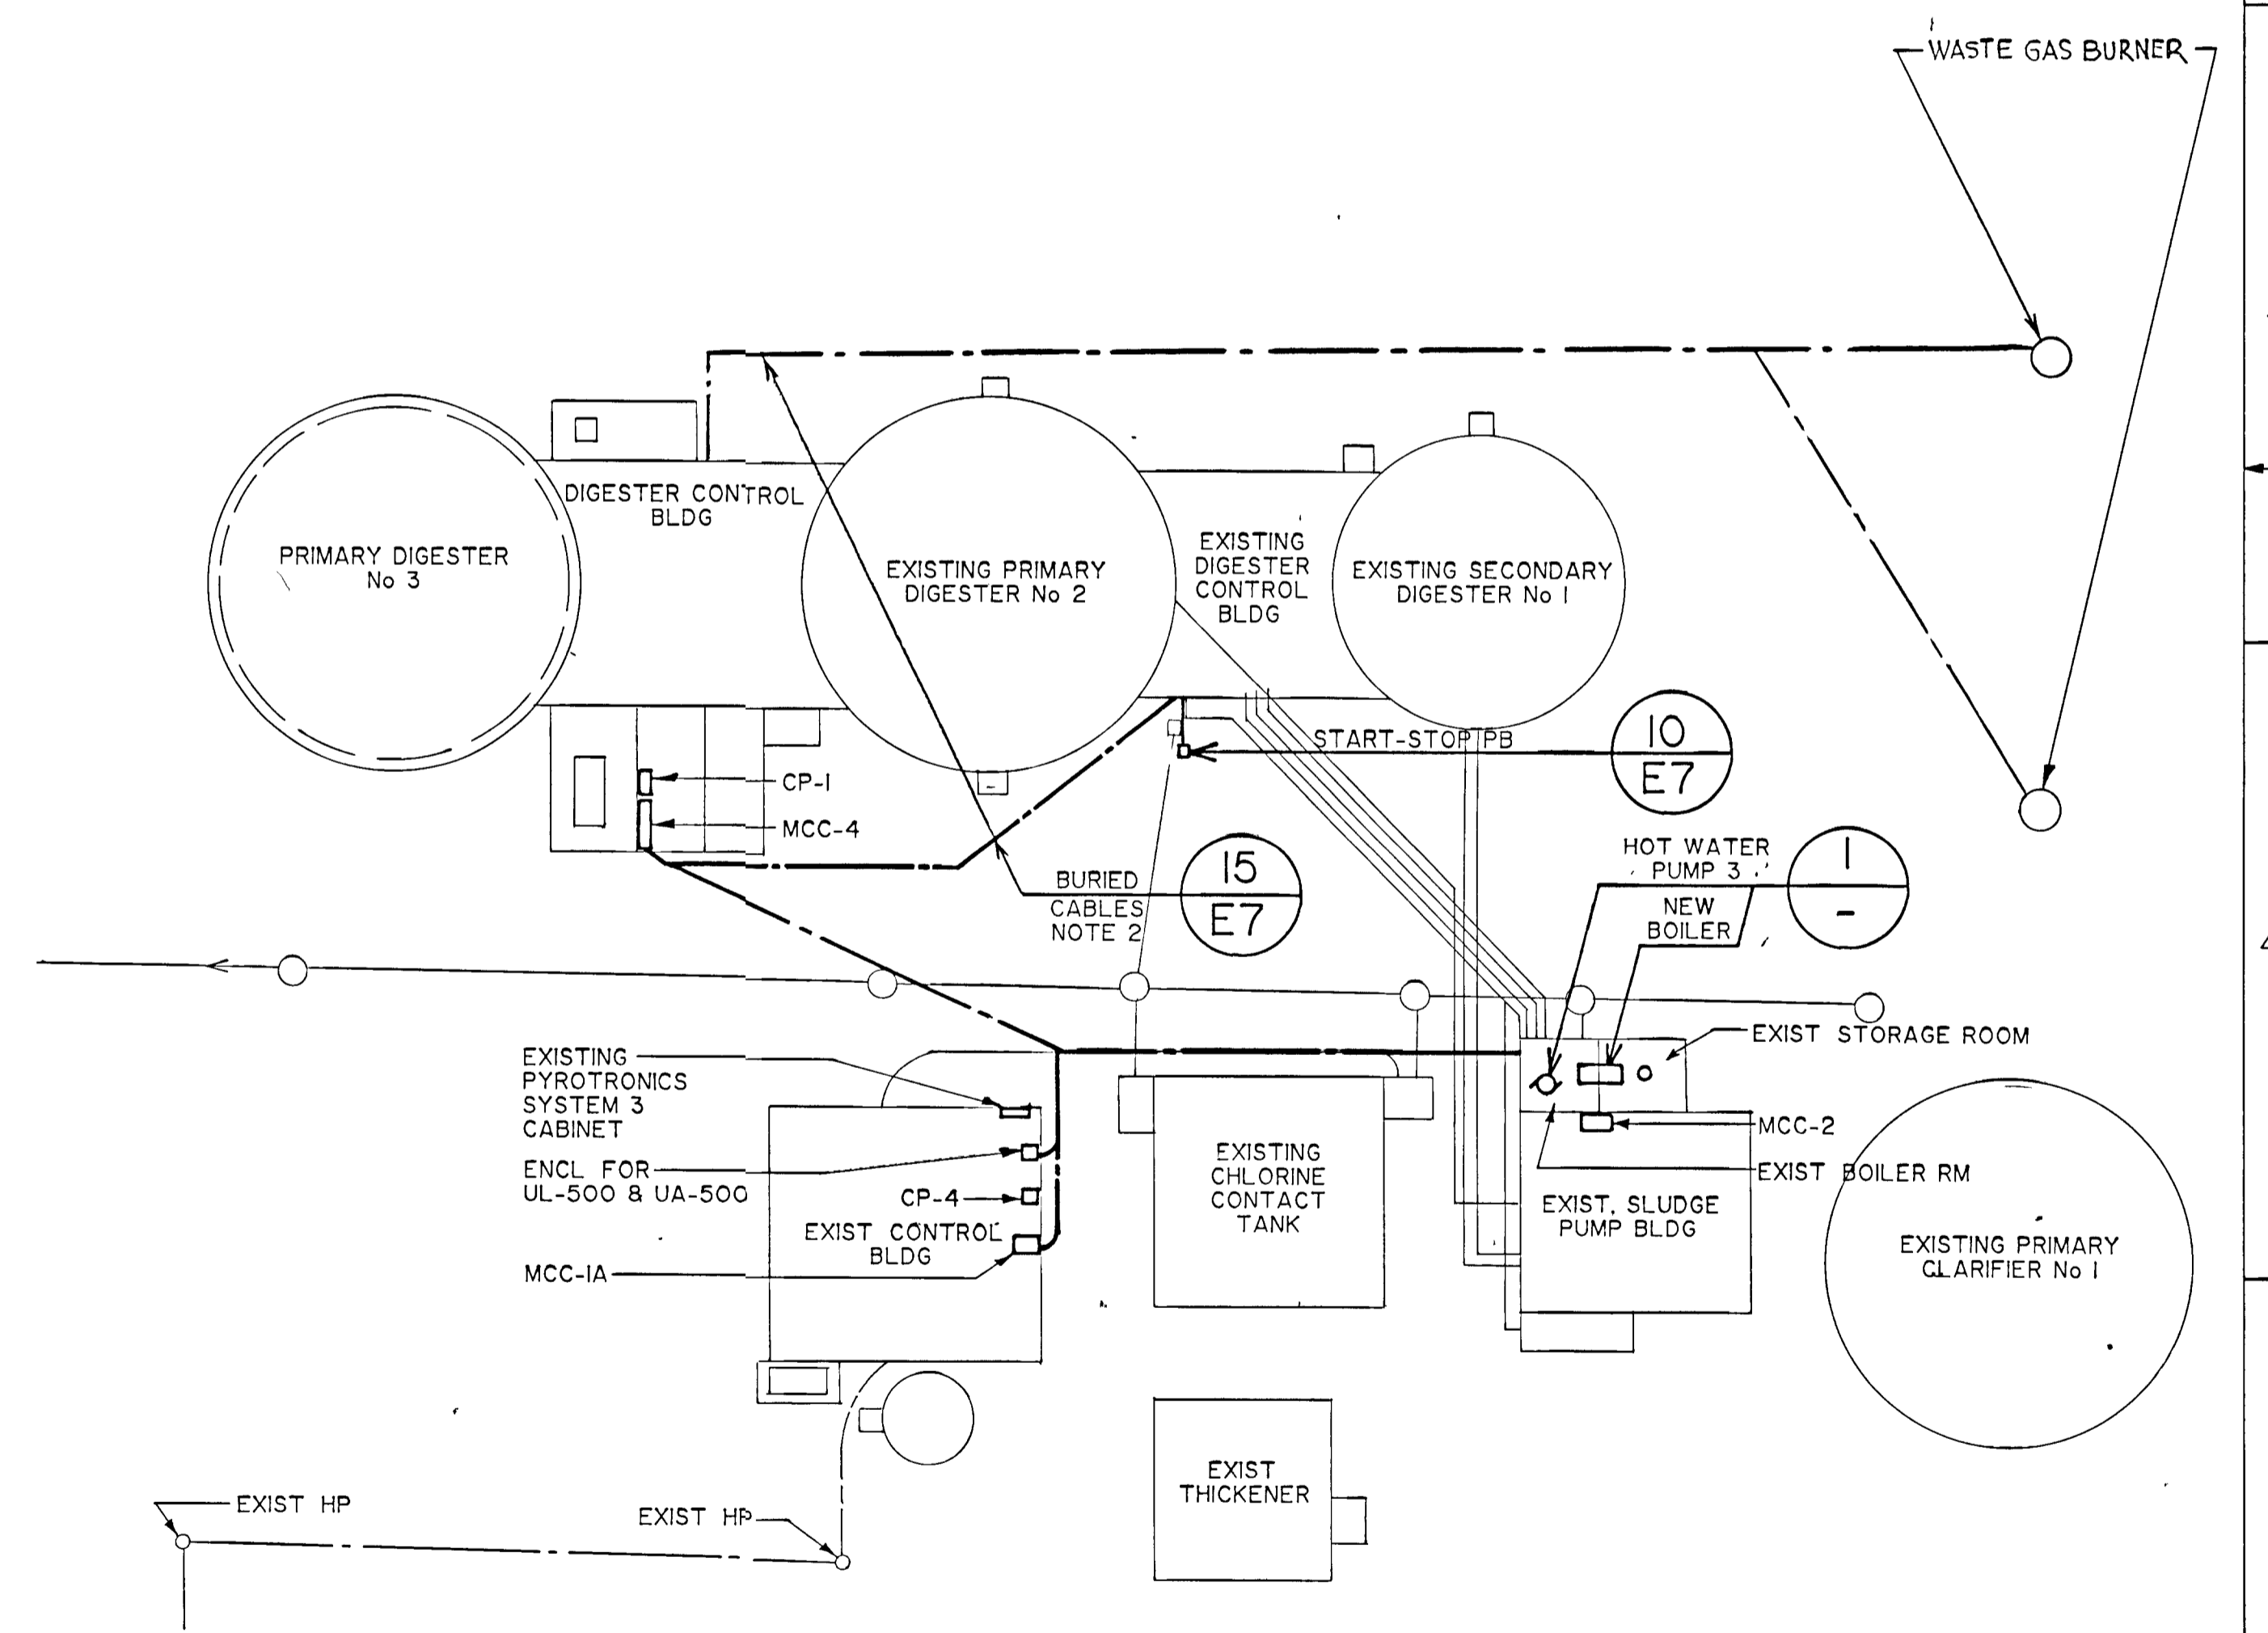 WASTE GAS BURNER
DIGESTER CONTROL
BLDG
PRIMARY DIGESTER
No 3
EXISTING PRIMARY
DIGESTER No 2
EXISTING
DIGESTER
CONTROL
BLDG
EXISTING SECONDARY
DIGESTER No 1
START-STOP PB
10
E7
CP-1
MCC-4
BURIED
CABLES
NOTE 2
15
E7
HOT WATER
PUMP 3
NEW
BOILER
1
-
EXIST STORAGE ROOM
MCC-2
EXIST BOILER RM
EXIST. SLUDGE
PUMP BLDG
EXISTING PRIMARY
CLARIFIER No 1
EXISTING
PYROTRONICS
SYSTEM 3
CABINET
ENCL FOR
UL-500 & UA-500
CP-4
EXIST CONTROL
BLDG
MCC-1A
EXISTING
CHLORINE
CONTACT
TANK
EXIST
THICKENER
EXIST HP
EXIST HP